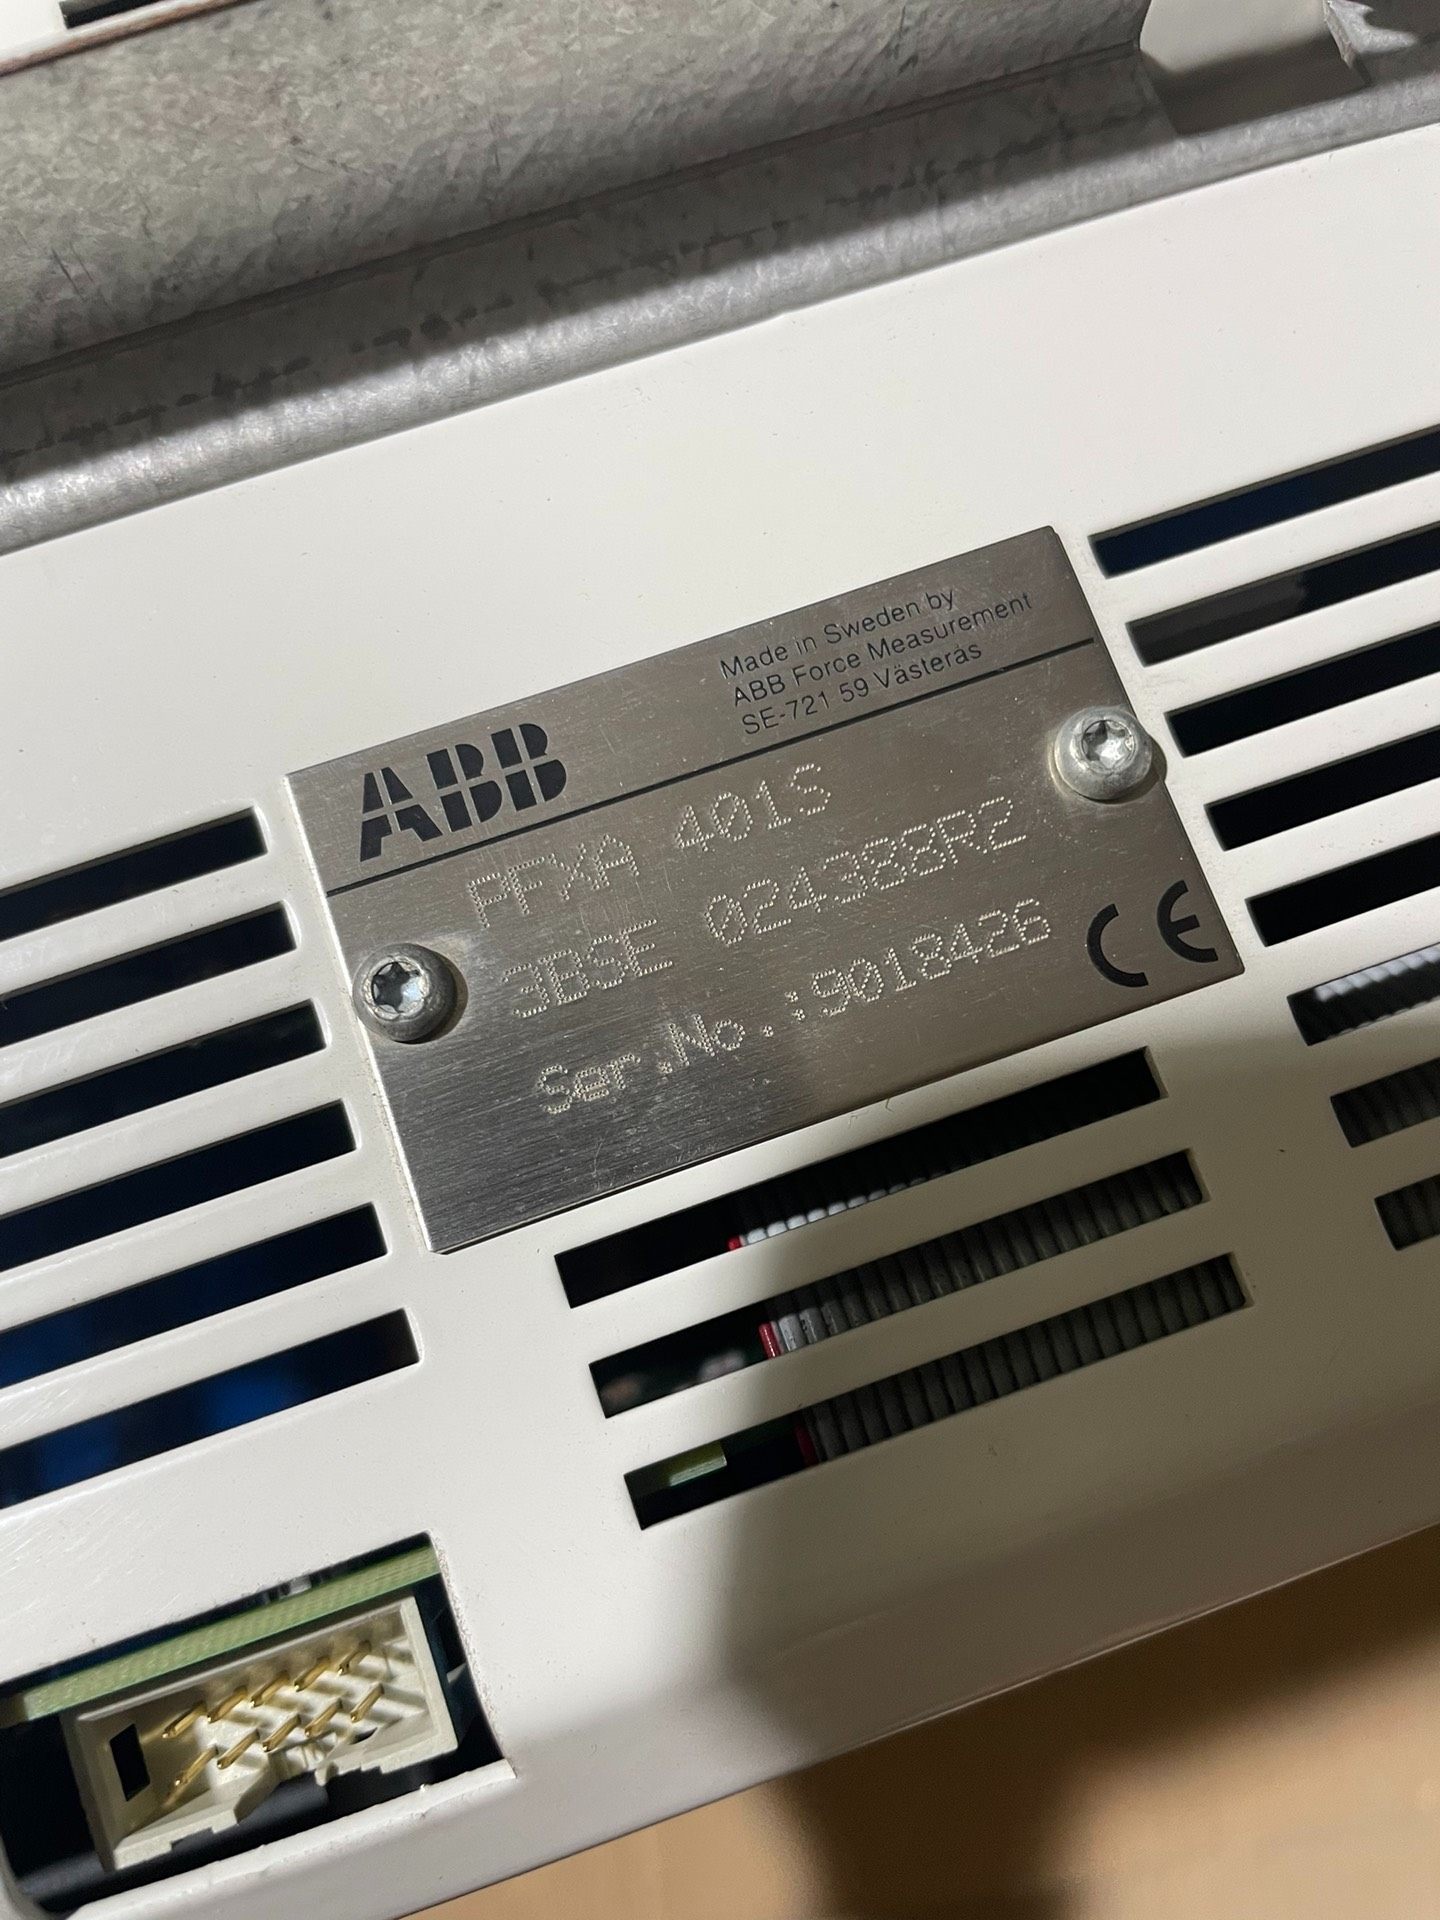 Made in Sweden by
ABB Force Measurement
SE-721 59 Västerås
ABB
PFXA 401S
3BSE 024388R2
Ser.No.:9018426
CE